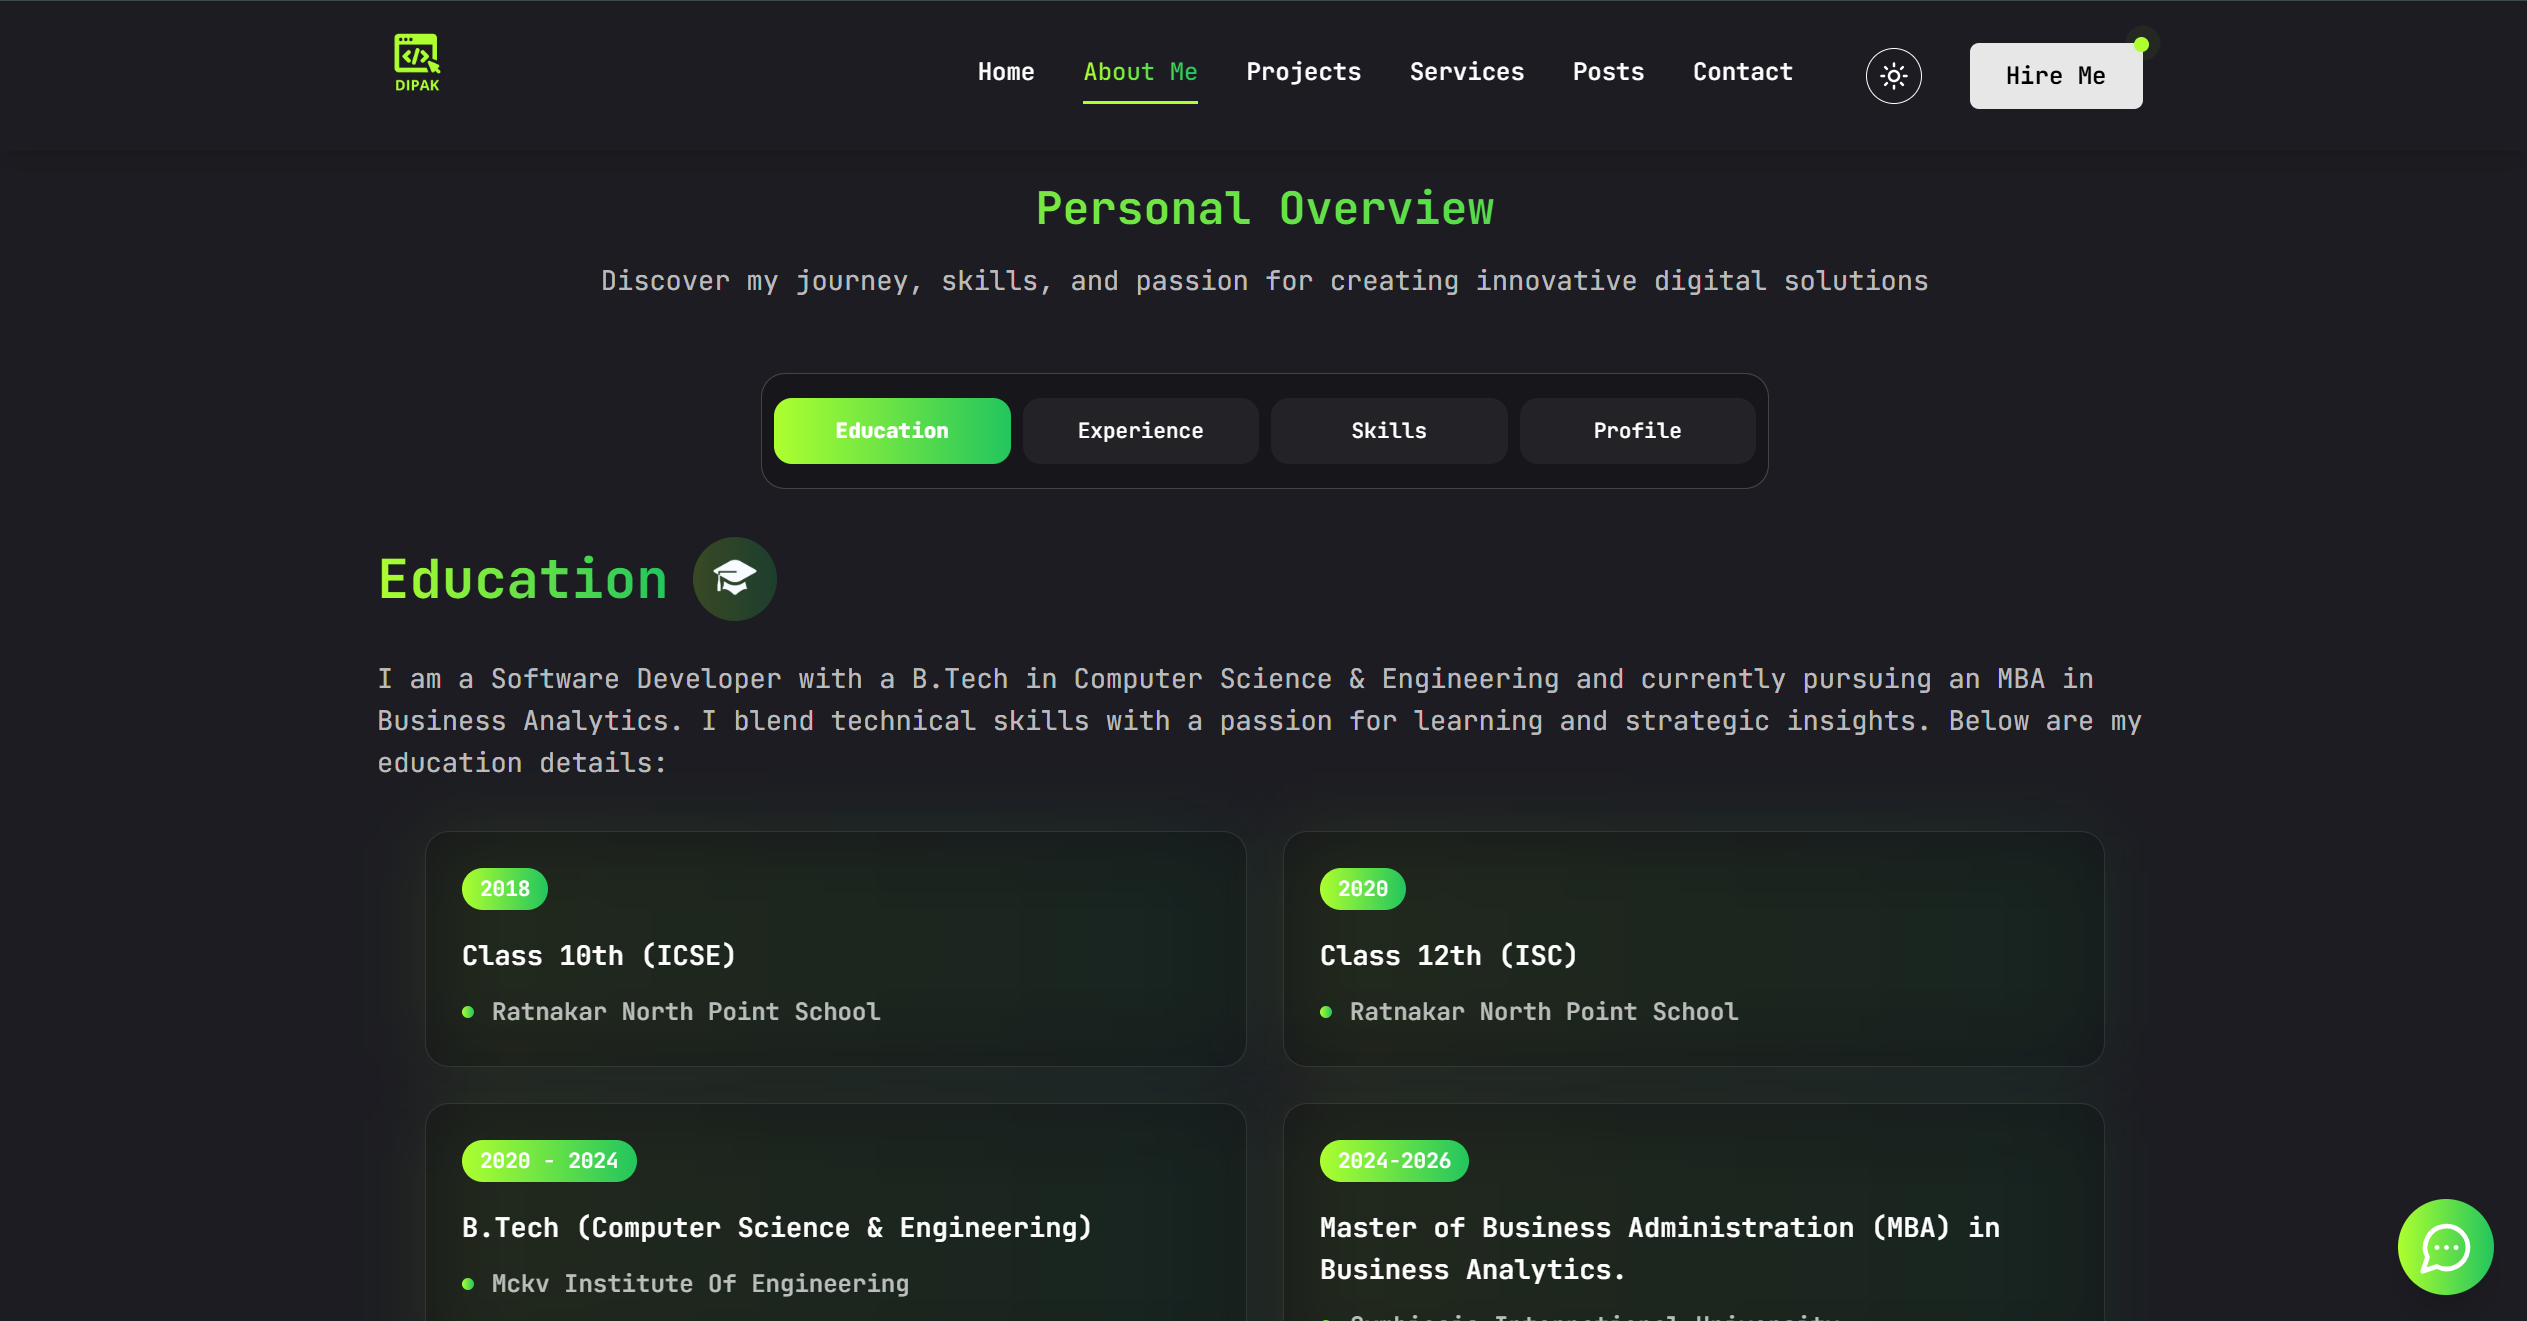 </>
DIPAK
Home About Me Projects Services Posts Contact Hire Me
Personal Overview
Discover my journey, skills, and passion for creating innovative digital solutions
Education Experience Skills Profile
Education
I am a Software Developer with a B.Tech in Computer Science & Engineering and currently pursuing an MBA in
Business Analytics. I blend technical skills with a passion for learning and strategic insights. Below are my
education details:
2018
Class 10th (ICSE)
Ratnakar North Point School
2020
Class 12th (ISC)
Ratnakar North Point School
2020 - 2024
B.Tech (Computer Science & Engineering)
Mckv Institute Of Engineering
2024-2026
Master of Business Administration (MBA) in
Business Analytics.
Symbiosis International University